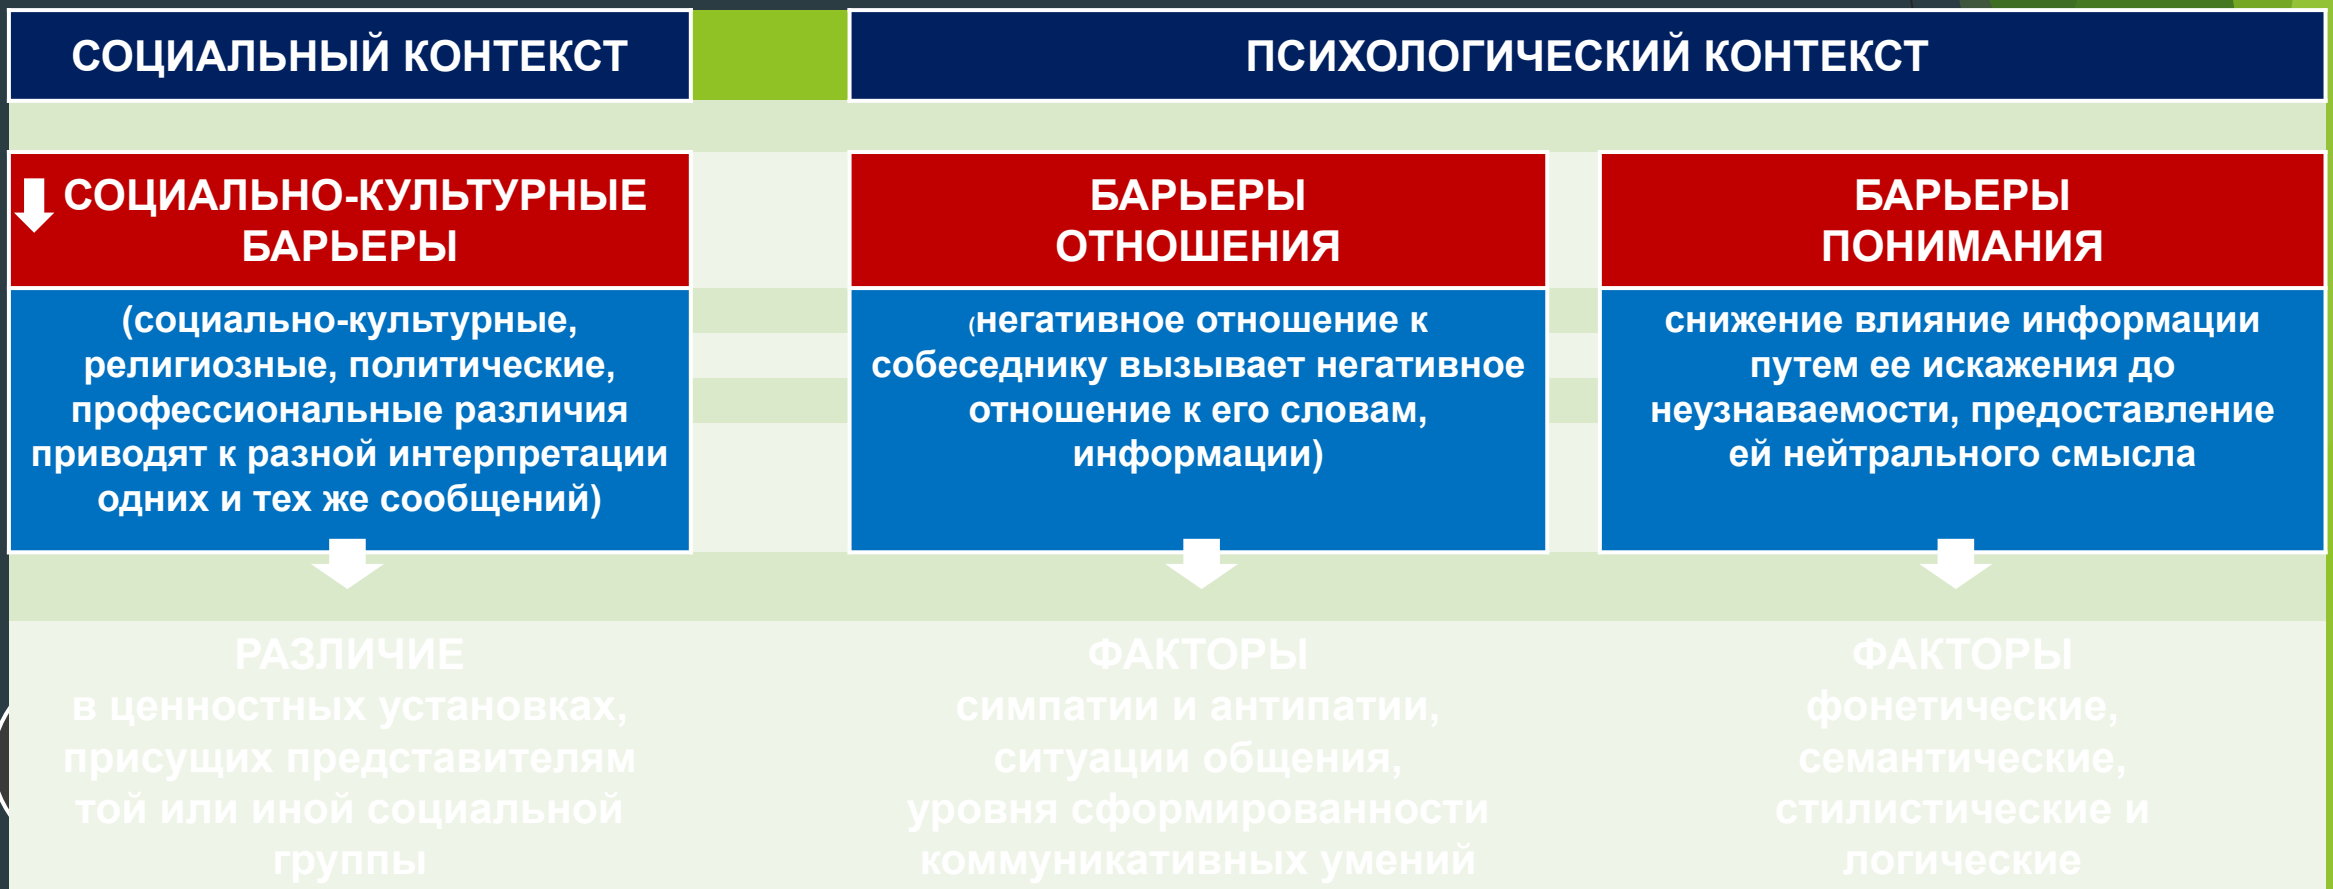 СОЦИАЛЬНЫЙ КОНТЕКСТ
ПСИХОЛОГИЧЕСКИЙ КОНТЕКСТ
СОЦИАЛЬНО-КУЛЬТУРНЫЕ
БАРЬЕРЫ
(социально-культурные,
религиозные, политические,
профессиональные различия
приводят к разной интерпретации
одних и тех же сообщений)
РАЗЛИЧИЕ
в ценностных установках,
присущих представителям
той или иной социальной
группы
БАРЬЕРЫ
ОТНОШЕНИЯ
(негативное отношение к
собеседнику вызывает негативное
отношение к его словам,
информации)
ФАКТОРЫ
симпатии и антипатии,
ситуации общения,
уровня сформированности
коммуникативных умений
БАРЬЕРЫ
ПОНИМАНИЯ
снижение влияние информации
путем ее искажения до
неузнаваемости, предоставление
ей нейтрального смысла
ФАКТОРЫ
фонетические,
семантические,
стилистические и
логические